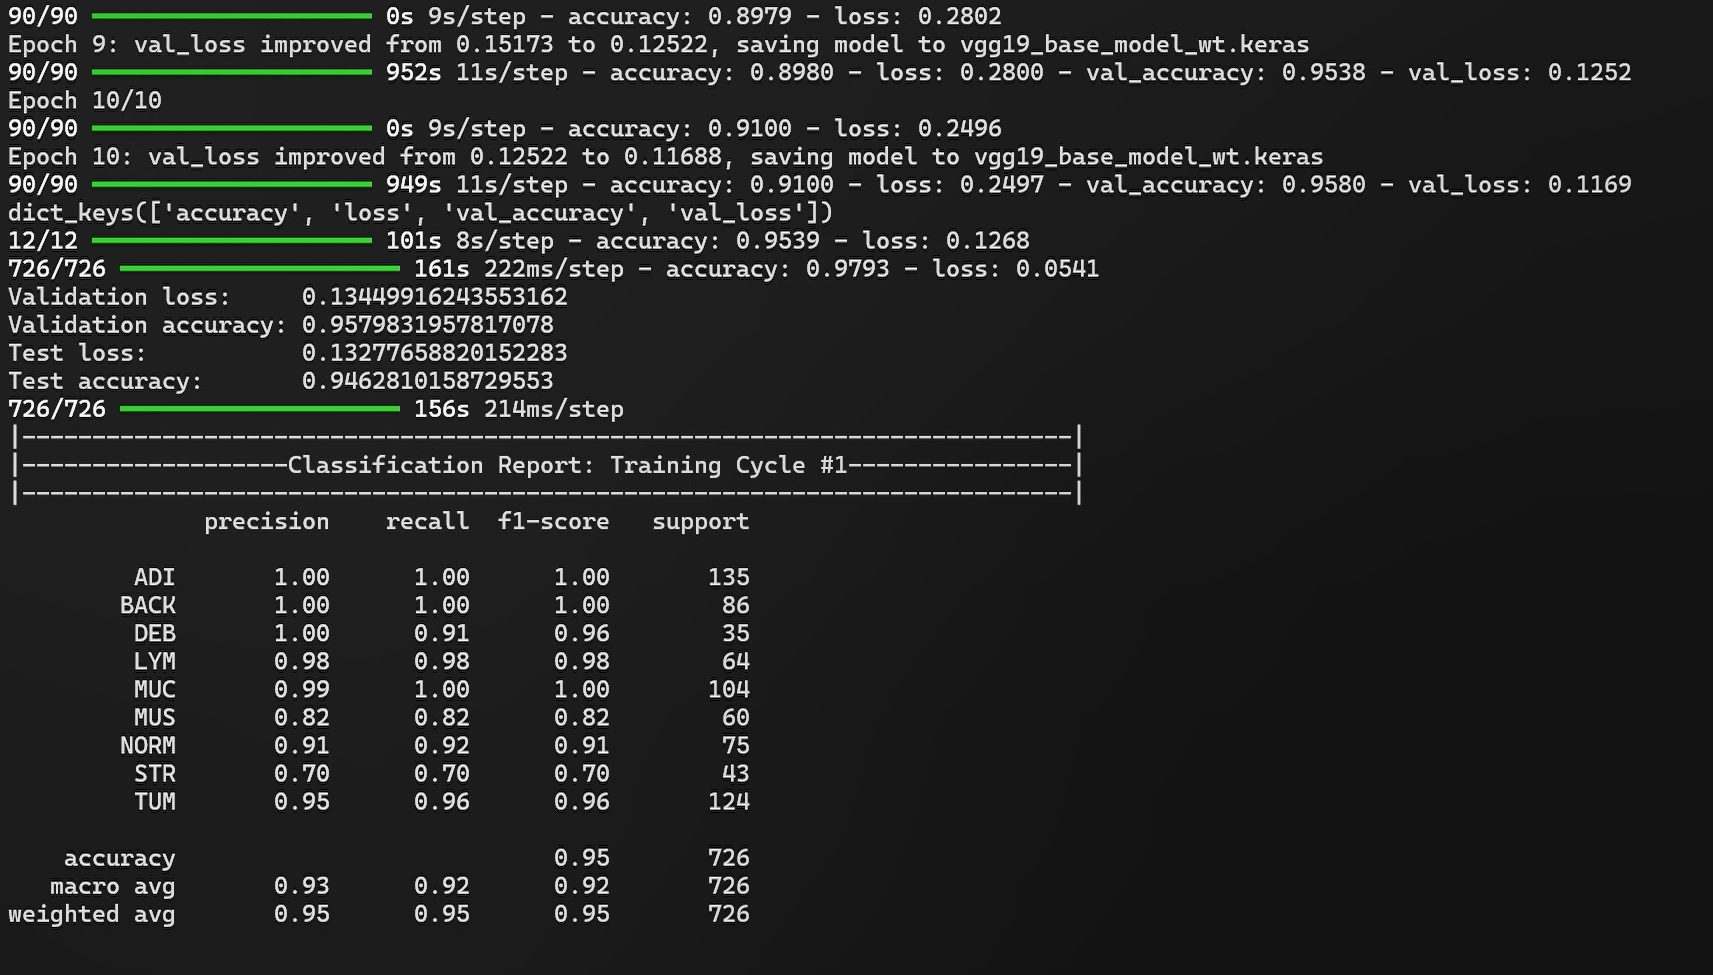 90/90 ━━━━━━━━━━━━━━━━━━━━ 0s 9s/step - accuracy: 0.8979 - loss: 0.2802
Epoch 9: val_loss improved from 0.15173 to 0.12522, saving model to vgg19_base_model_wt.keras
90/90 ━━━━━━━━━━━━━━━━━━━━ 952s 11s/step - accuracy: 0.8980 - loss: 0.2800 - val_accuracy: 0.9538 - val_loss: 0.1252
Epoch 10/10
90/90 ━━━━━━━━━━━━━━━━━━━━ 0s 9s/step - accuracy: 0.9100 - loss: 0.2496
Epoch 10: val_loss improved from 0.12522 to 0.11688, saving model to vgg19_base_model_wt.keras
90/90 ━━━━━━━━━━━━━━━━━━━━ 949s 11s/step - accuracy: 0.9100 - loss: 0.2497 - val_accuracy: 0.9580 - val_loss: 0.1169
dict_keys(['accuracy', 'loss', 'val_accuracy', 'val_loss'])
12/12 ━━━━━━━━━━━━━━━━━━━━ 101s 8s/step - accuracy: 0.9539 - loss: 0.1268
726/726 ━━━━━━━━━━━━━━━━━━━━ 161s 222ms/step - accuracy: 0.9793 - loss: 0.0541
Validation loss:     0.13449916243553162
Validation accuracy: 0.9579831957817078
Test loss:           0.13277658820152283
Test accuracy:       0.9462810158729553
726/726 ━━━━━━━━━━━━━━━━━━━━ 156s 214ms/step
|---------------------------------------------------------------------------|
|-------------------Classification Report: Training Cycle #1----------------|
|---------------------------------------------------------------------------|
              precision    recall  f1-score   support

         ADI       1.00      1.00      1.00       135
        BACK       1.00      1.00      1.00        86
         DEB       1.00      0.91      0.96        35
         LYM       0.98      0.98      0.98        64
         MUC       0.99      1.00      1.00       104
         MUS       0.82      0.82      0.82        60
        NORM       0.91      0.92      0.91        75
         STR       0.70      0.70      0.70        43
         TUM       0.95      0.96      0.96       124

    accuracy                           0.95       726
   macro avg       0.93      0.92      0.92       726
weighted avg       0.95      0.95      0.95       726